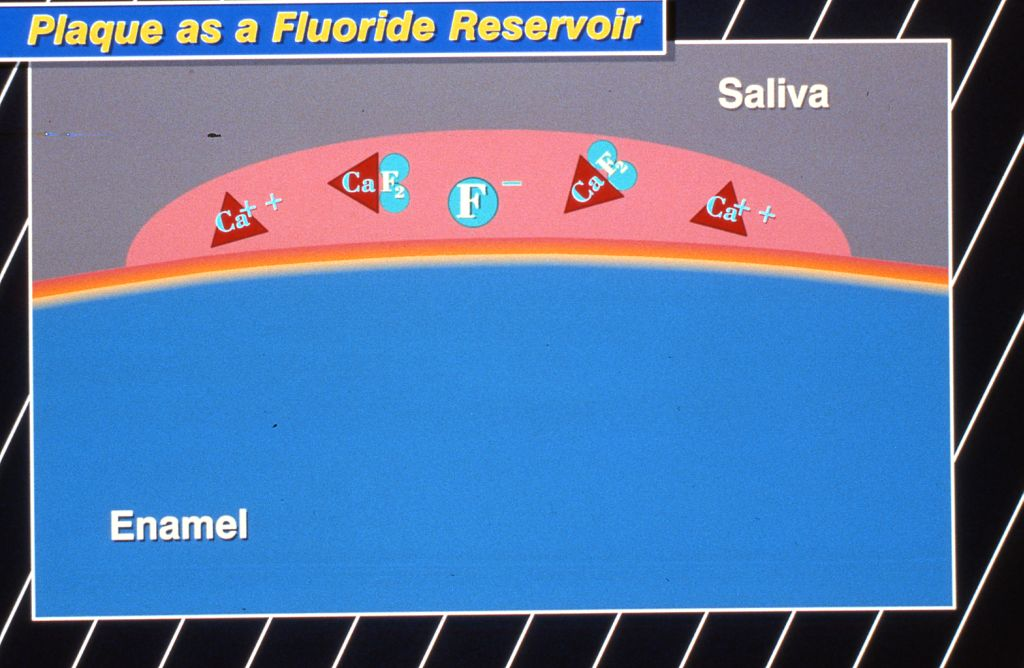 Plaque as a Fluoride Reservoir
Saliva
Ca++
CaF₂
F−
CaF₂
Ca++
Enamel